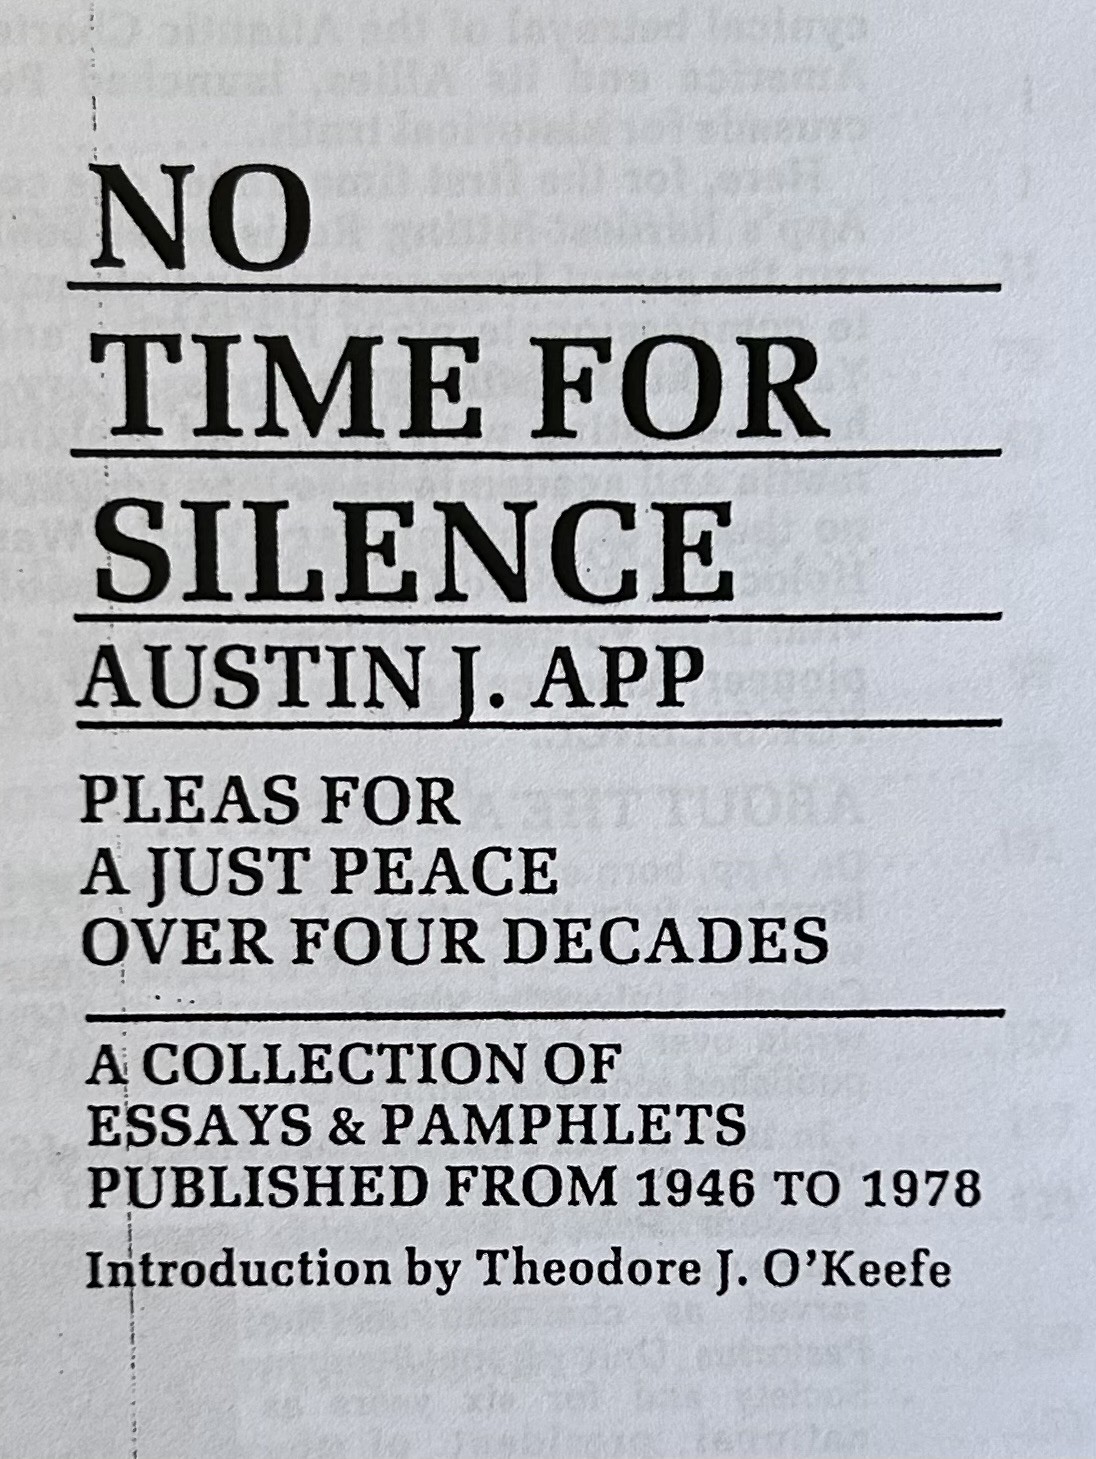 NO
TIME FOR
SILENCE
AUSTIN J. APP
PLEAS FOR
A JUST PEACE
OVER FOUR DECADES
A COLLECTION OF
ESSAYS & PAMPHLETS
PUBLISHED FROM 1946 TO 1978
Introduction by Theodore J. O'Keefe